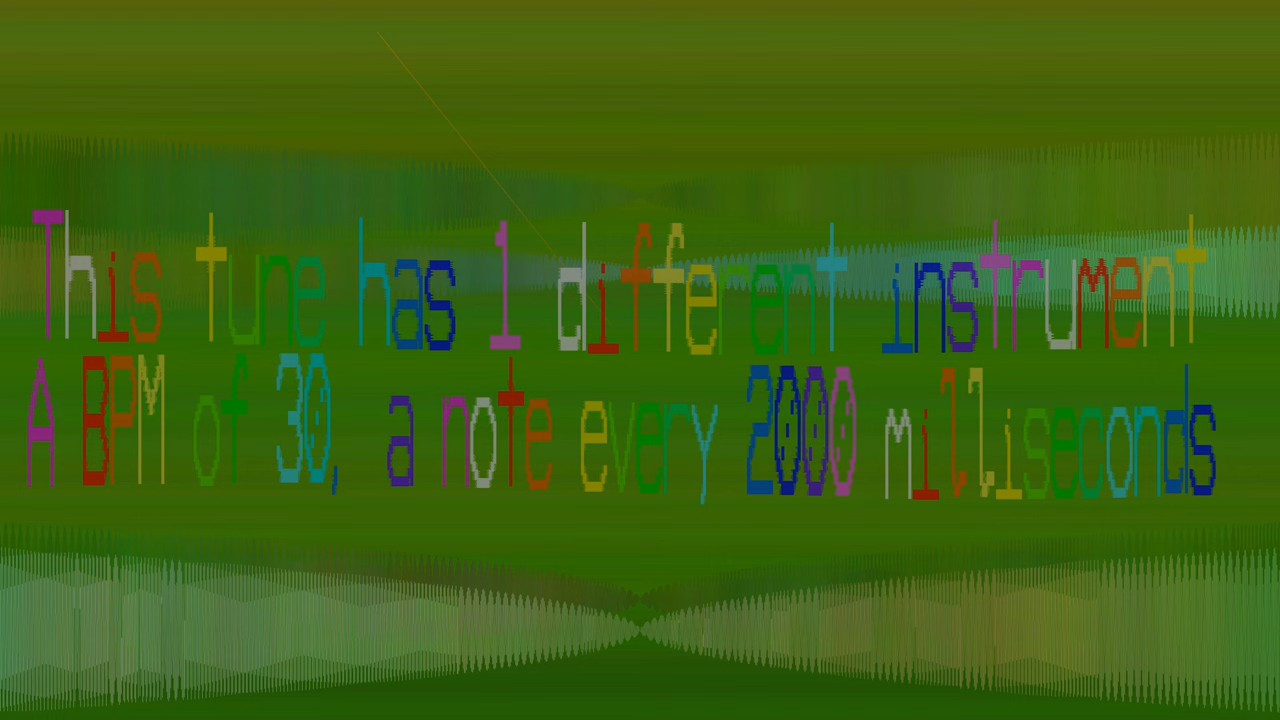 This tune has 1 different instrument
A BPM of 30, a note every 2000 milliseconds